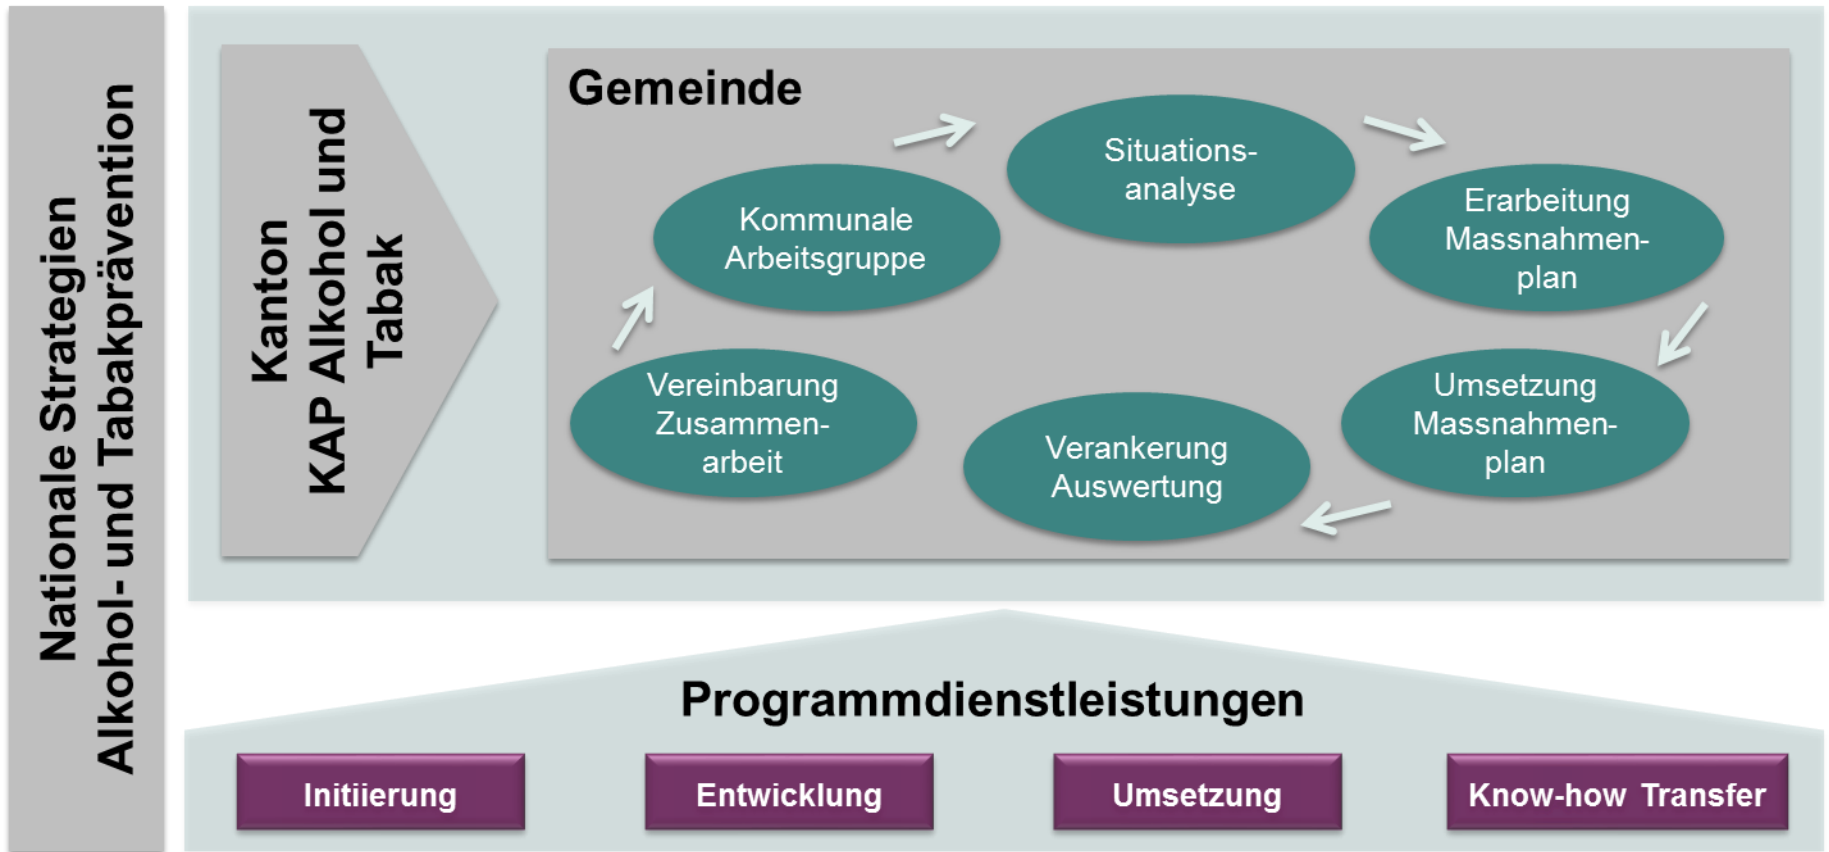 Nationale Strategien
Alkohol- und Tabakprävention
Kanton
KAP Alkohol und
Tabak
Gemeinde
Vereinbarung
Zusammen-
arbeit
Kommunale
Arbeitsgruppe
Situations-
analyse
Erarbeitung
Massnahmen-
plan
Umsetzung
Massnahmen-
plan
Verankerung
Auswertung
Programmdienstleistungen
Initiierung
Entwicklung
Umsetzung
Know-how Transfer